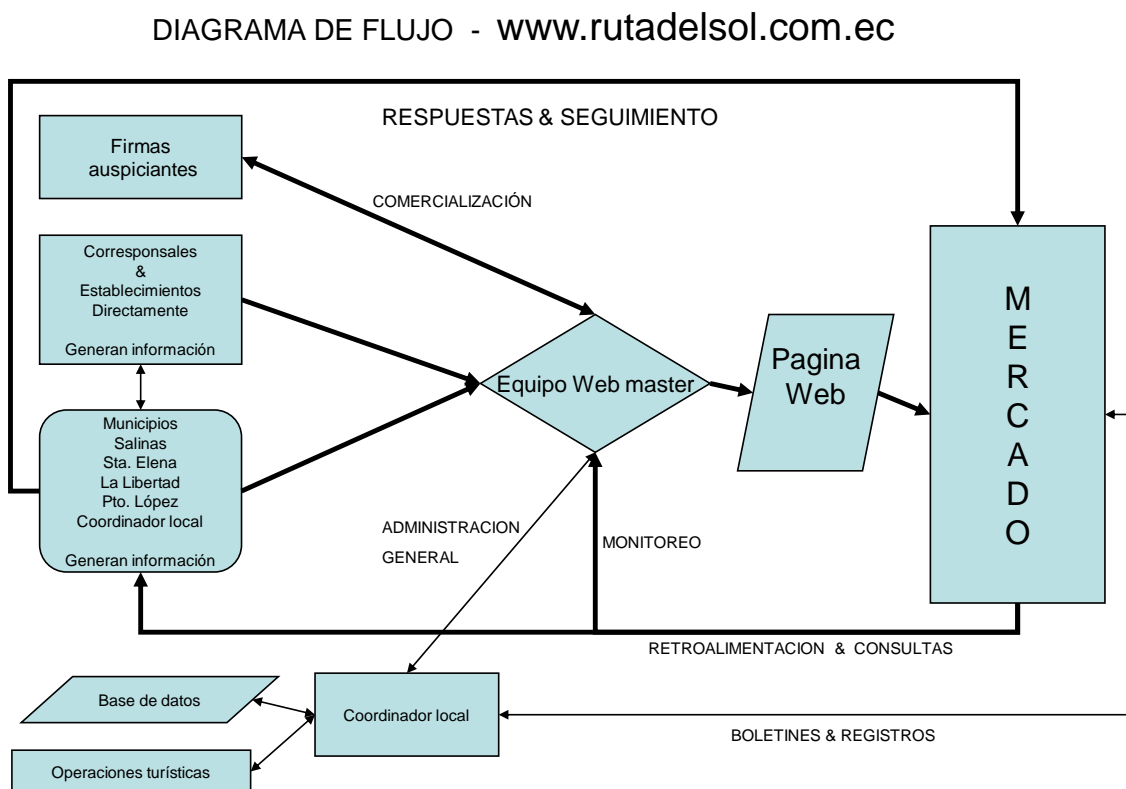 DIAGRAMA DE FLUJO - www.rutadelsol.com.ec
RESPUESTAS & SEGUIMIENTO
Firmas
auspiciantes
COMERCIALIZACIÓN
Corresponsales
&
Establecimientos
Directamente
Generan información
Municipios
Salinas
Sta. Elena
La Libertad
Pto. López
Coordinador local
Generan información
Equipo Web master
Pagina
Web
M
E
R
C
A
D
O
ADMINISTRACION
GENERAL
MONITOREO
RETROALIMENTACION & CONSULTAS
Base de datos
Coordinador local
Operaciones turísticas
BOLETINES & REGISTROS